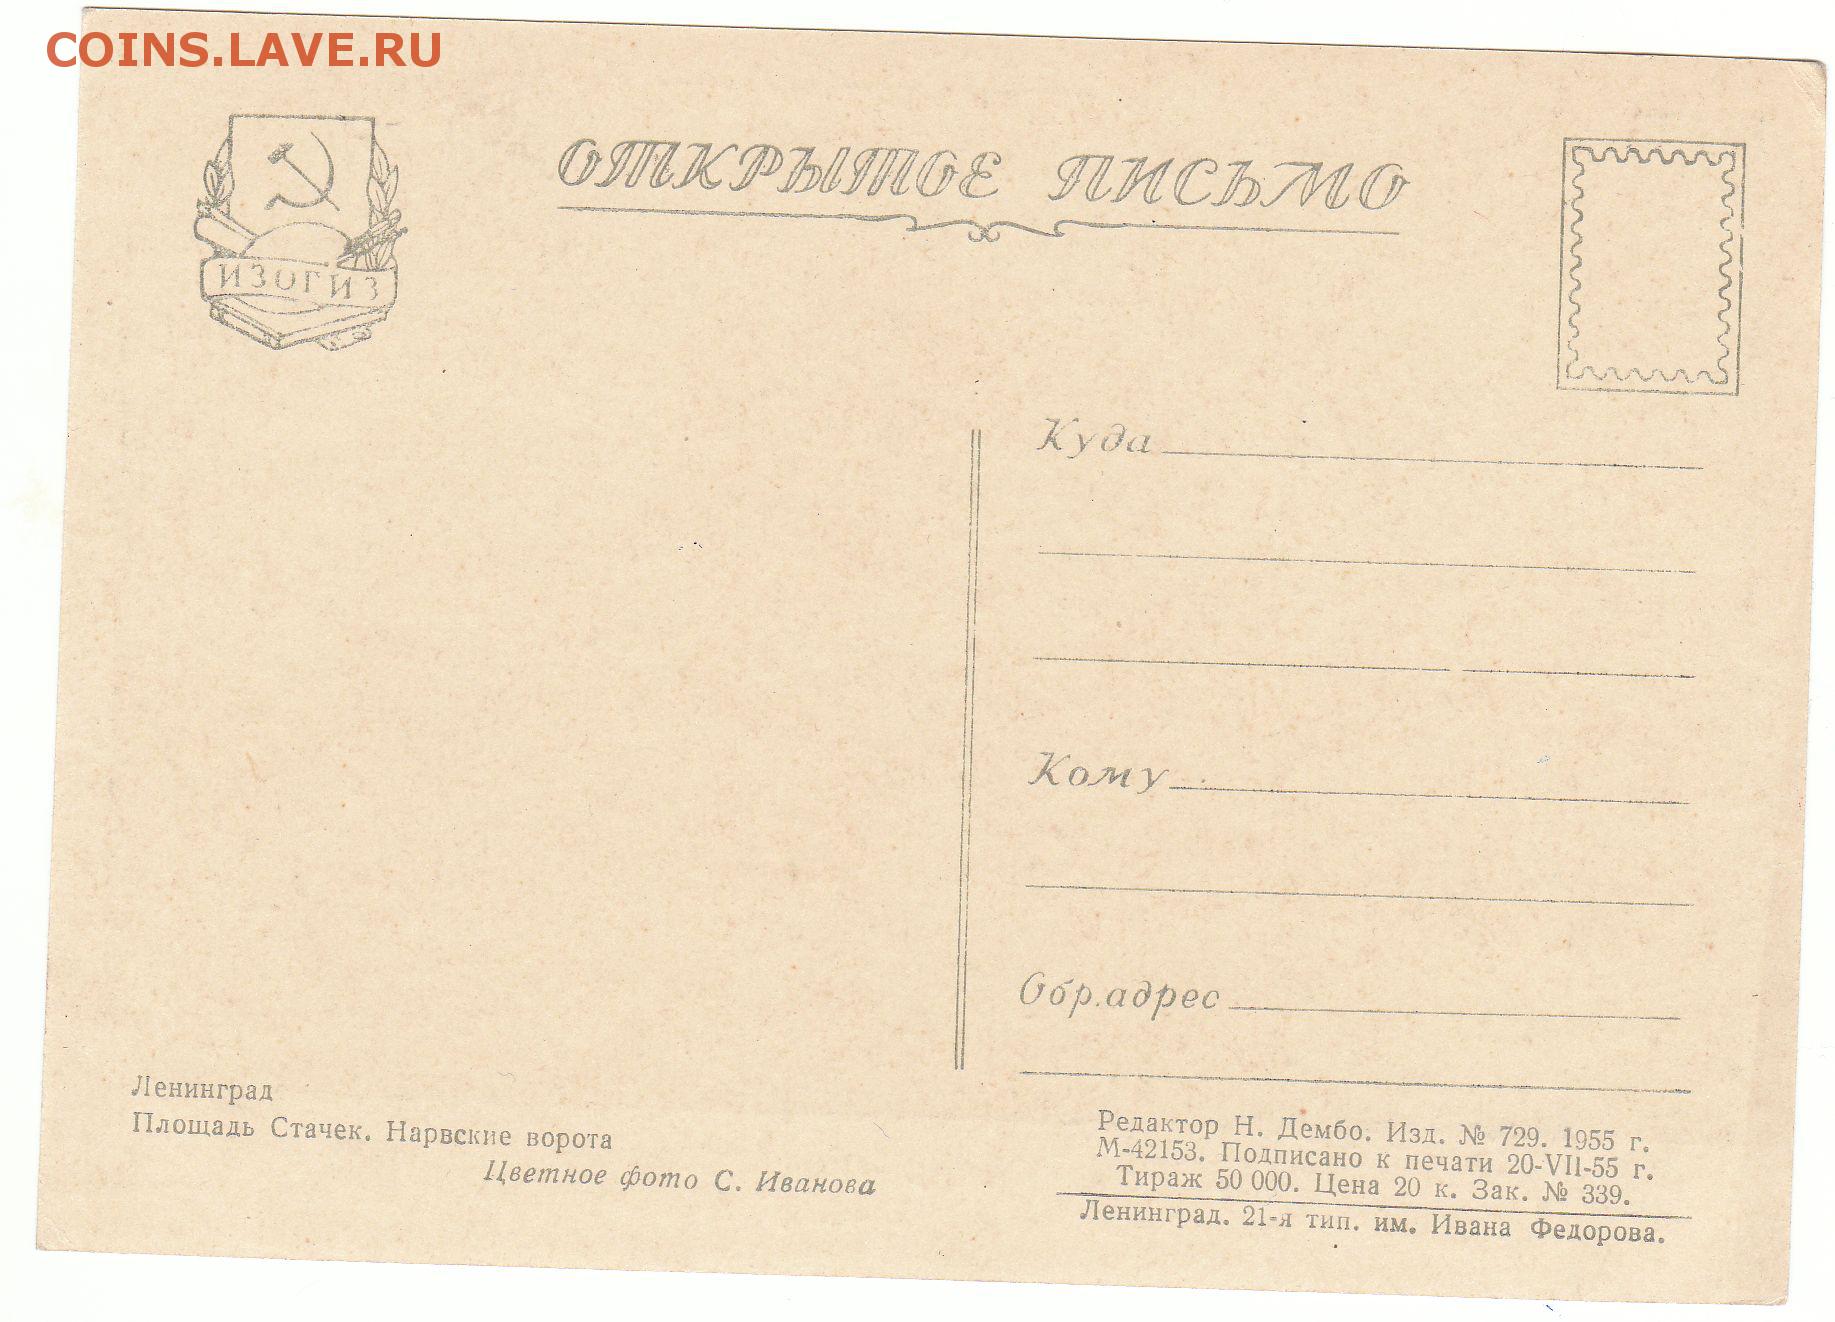 COINS.LAVE.RU
ОТКРЫТОЕ ПИСЬМО
ИЗОГИЗ
Куда
Кому
Обр. адрес
Ленинград
Площадь Стачек. Нарвские ворота
Цветное фото С. Иванова
Редактор Н. Дембо. Изд. № 729. 1955 г.
М-42153. Подписано к печати 20-VII-55 г.
Тираж 50 000. Цена 20 к. Зак. № 339.
Ленинград. 21-я тип. им. Ивана Федорова.